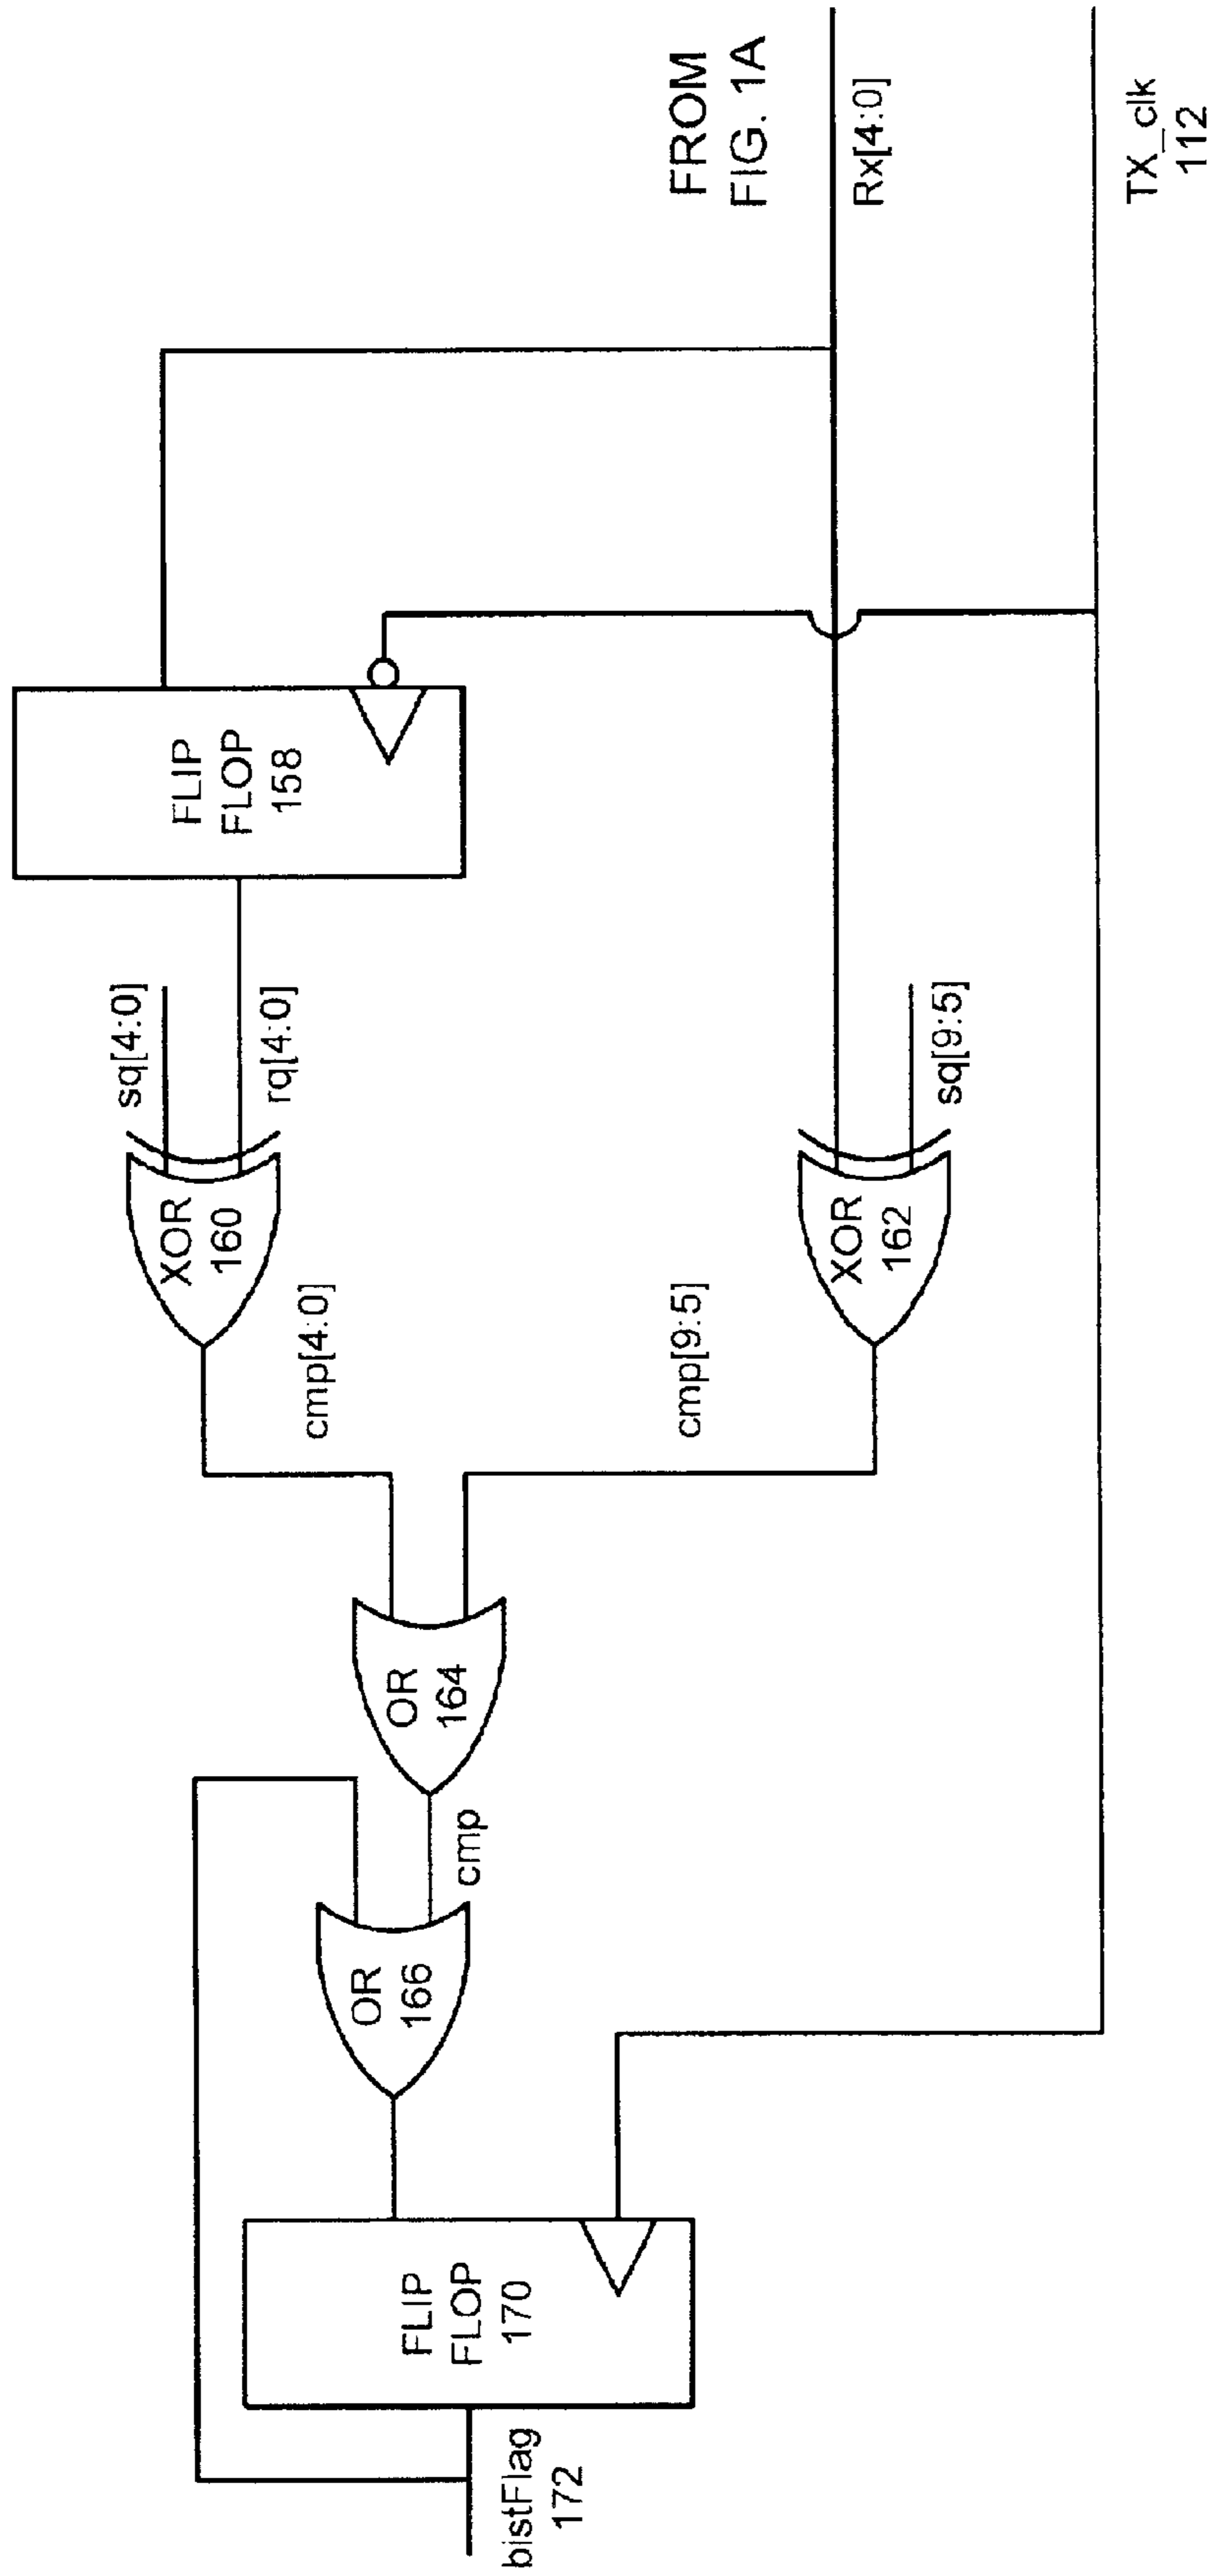 FROM
FIG. 1A
Rx[4:0]
TX_clk
112
FLIP
FLOP
158
sq[4:0]
rq[4:0]
XOR
160
cmp[4:0]
sq[9:5]
XOR
162
cmp[9:5]
OR
164
cmp
OR
166
FLIP
FLOP
170
bistFlag
172